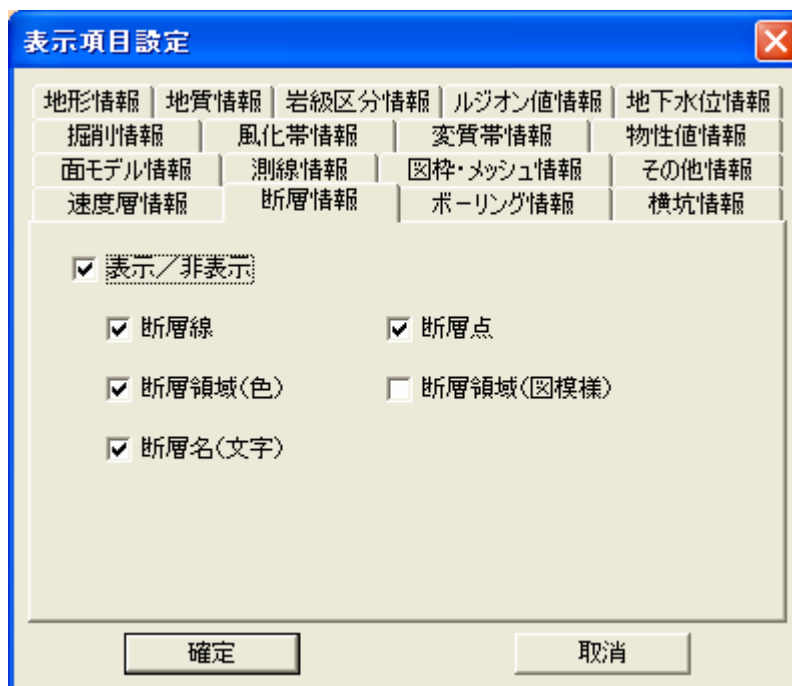 表示項目設定
地形情報 地質情報 岩級区分情報 ルジオン値情報 地下水位情報
掘削情報 風化帯情報 変質帯情報 物性値情報
面モデル情報 測線情報 図枠・メッシュ情報 その他情報
速度層情報 断層情報 ボーリング情報 横坑情報
表示／非表示
断層線 断層点
断層領域(色) 断層領域(図模様)
断層名(文字)
確定 取消